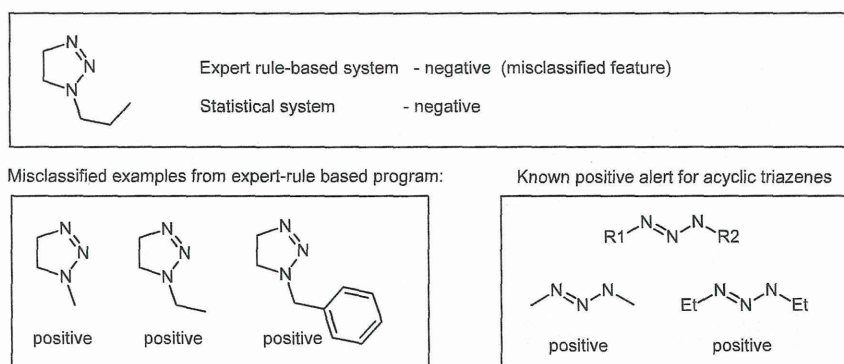 N
N
N
Expert rule-based system - negative (misclassified feature)
Statistical system - negative
Misclassified examples from expert-rule based program:
N
N
N
positive
N
N
N
positive
N
N
N
positive
Known positive alert for acyclic triazenes
R1 N N N R2
N N N
positive
Et N N N Et
positive